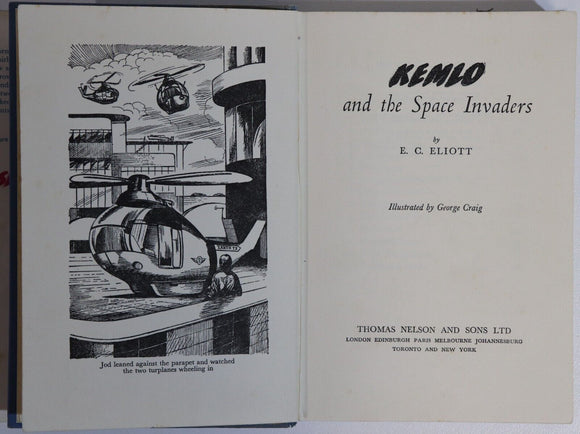 Jod leaned against the parapet and watched
the two turplanes wheeling in
KEMLO
and the Space Invaders
by
E. C. ELIOTT
Illustrated by George Craig
THOMAS NELSON AND SONS LTD
LONDON EDINBURGH PARIS MELBOURNE JOHANNESBURG
TORONTO AND NEW YORK